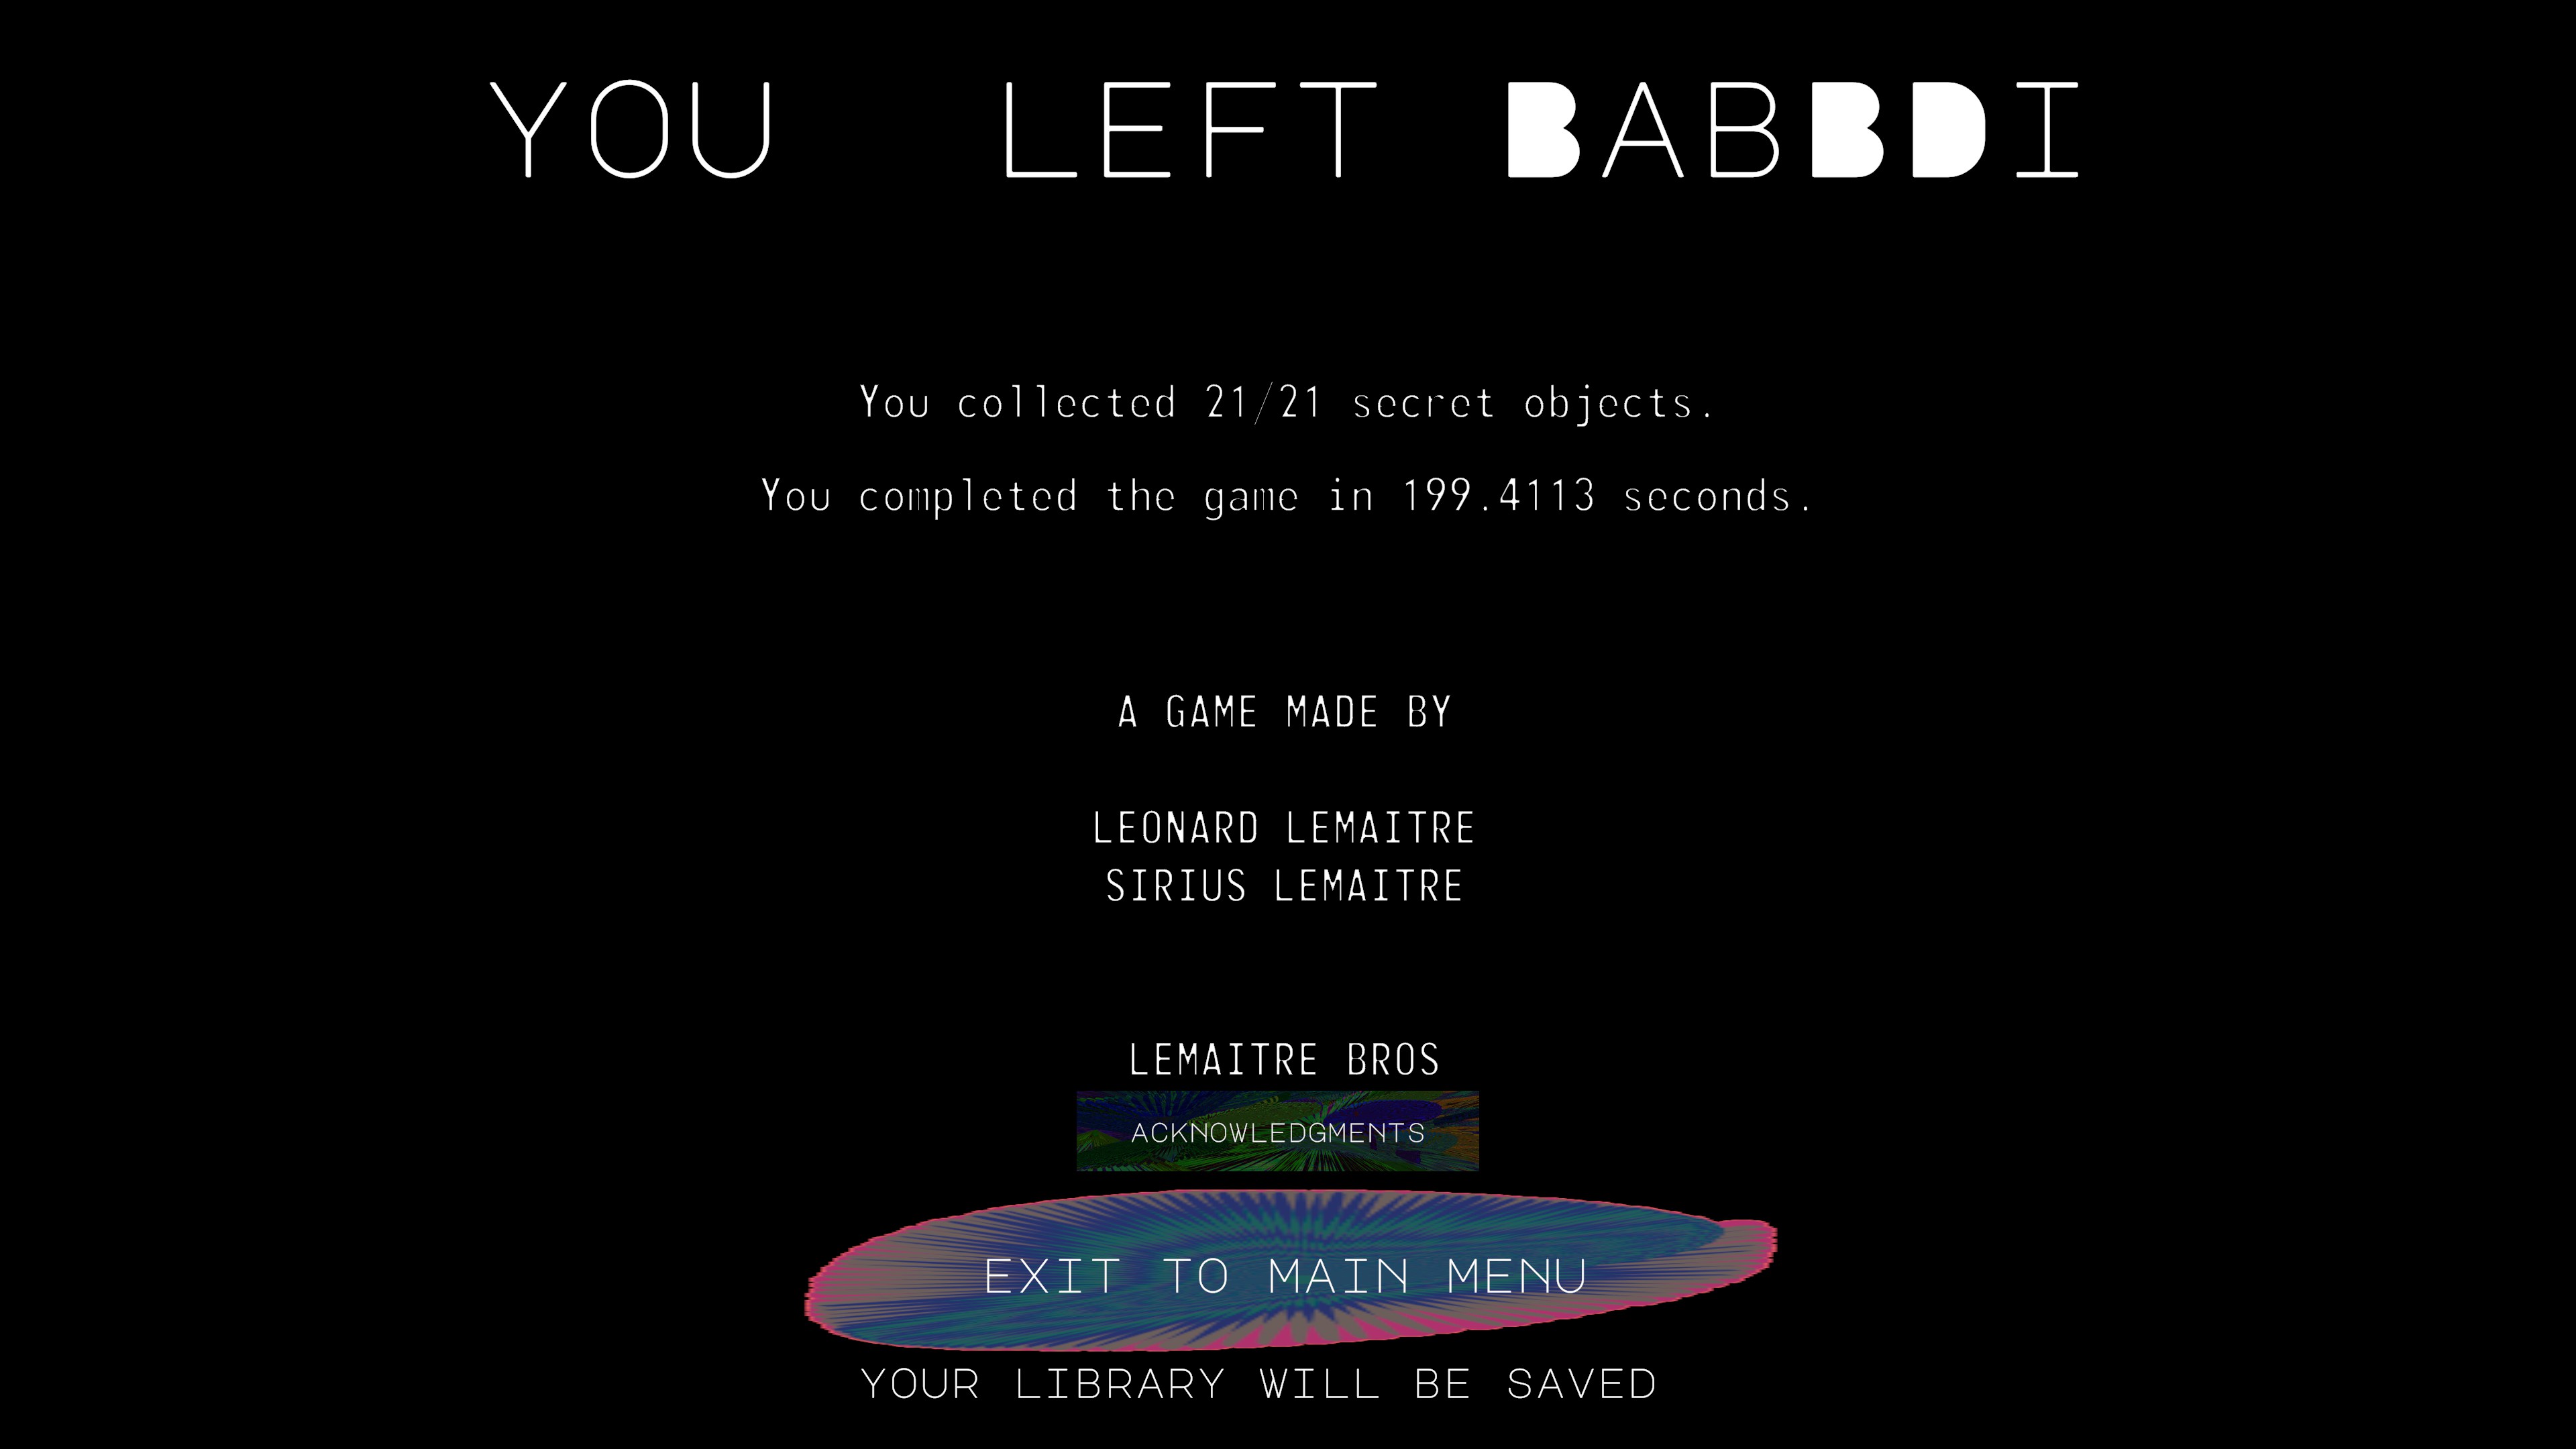 YOU LEFT BABBDI
You collected 21/21 secret objects.
You completed the game in 199.4113 seconds.
A GAME MADE BY
LEONARD LEMAITRE
SIRIUS LEMAITRE
LEMAITRE BROS
ACKNOWLEDGMENTS
EXIT TO MAIN MENU
YOUR LIBRARY WILL BE SAVED